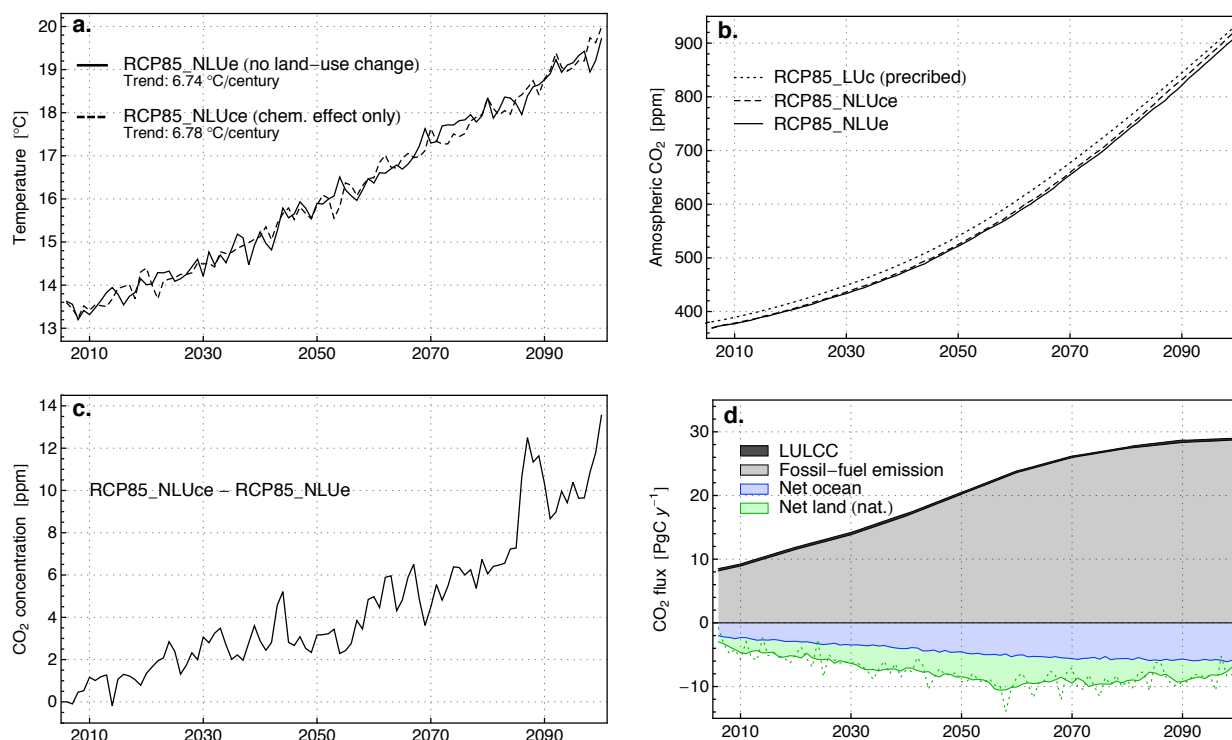 a.
20
19
18
17
16
15
14
13
Temperature [°C]
RCP85_NLUe (no land−use change)
Trend: 6.74 °C/century
RCP85_NLUce (chem. effect only)
Trend: 6.78 °C/century
2010 2030 2050 2070 2090
b.
900
800
700
600
500
400
Amospheric CO2 [ppm]
RCP85_LUc (precribed)
RCP85_NLUce
RCP85_NLUe
2010 2030 2050 2070 2090
c.
14
12
10
8
6
4
2
0
CO2 concentration [ppm]
RCP85_NLUce − RCP85_NLUe
2010 2030 2050 2070 2090
d.
30
20
10
0
−10
CO2 flux [PgC y−1]
LULCC
Fossil−fuel emission
Net ocean
Net land (nat.)
2010 2030 2050 2070 2090